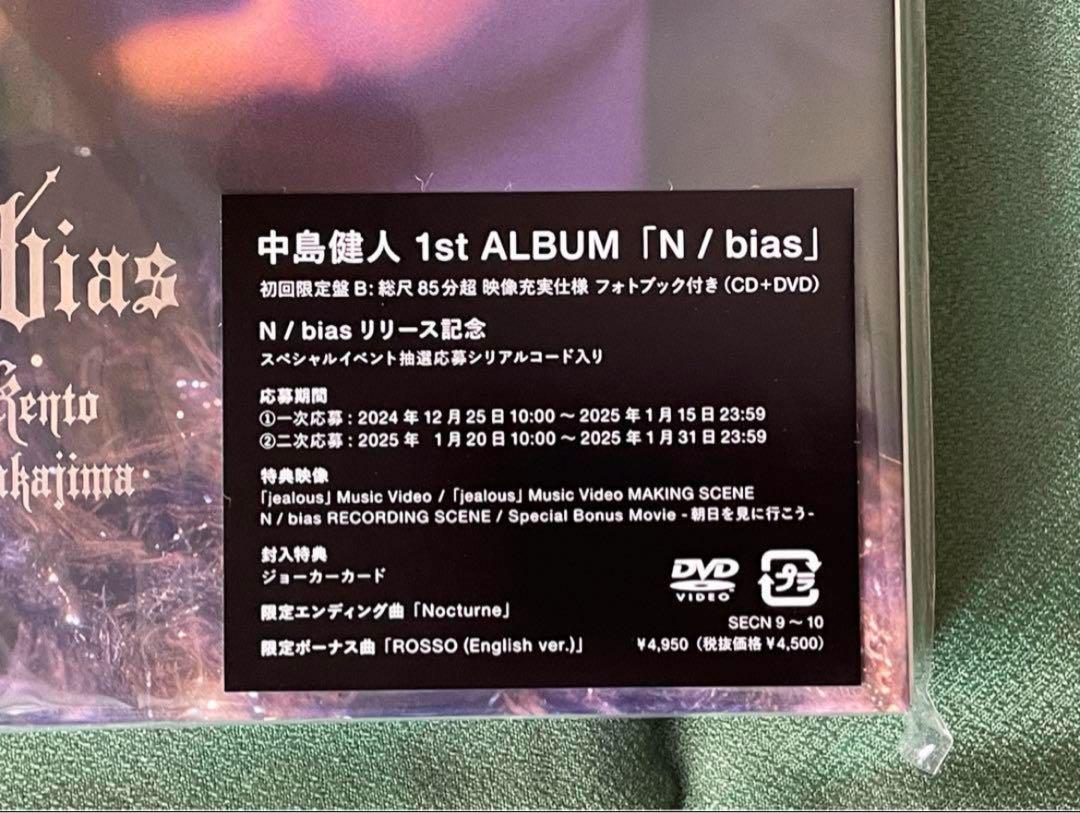 bias
Kento
akajima
中島健人 1st ALBUM「N / bias」
初回限定盤 B: 総尺 85分超 映像充実仕様 フォトブック付き（CD+DVD）
N / bias リリース記念
スペシャルイベント抽選応募シリアルコード入り
応募期間
①一次応募 : 2024 年 12 月 25 日 10:00 ～ 2025 年 1 月 15 日 23:59
②二次応募 : 2025 年 1 月 20 日 10:00 ～ 2025 年 1 月 31 日 23:59
特典映像
「jealous」Music Video / 「jealous」Music Video MAKING SCENE
N / bias RECORDING SCENE / Special Bonus Movie - 朝日を見に行こう -
封入特典
ジョーカーカード
限定エンディング曲「Nocturne」
限定ボーナス曲「ROSSO (English ver.)」
DVD
VIDEO
プラ
SECN 9 ～ 10
¥4,950（税抜価格 ¥4,500）